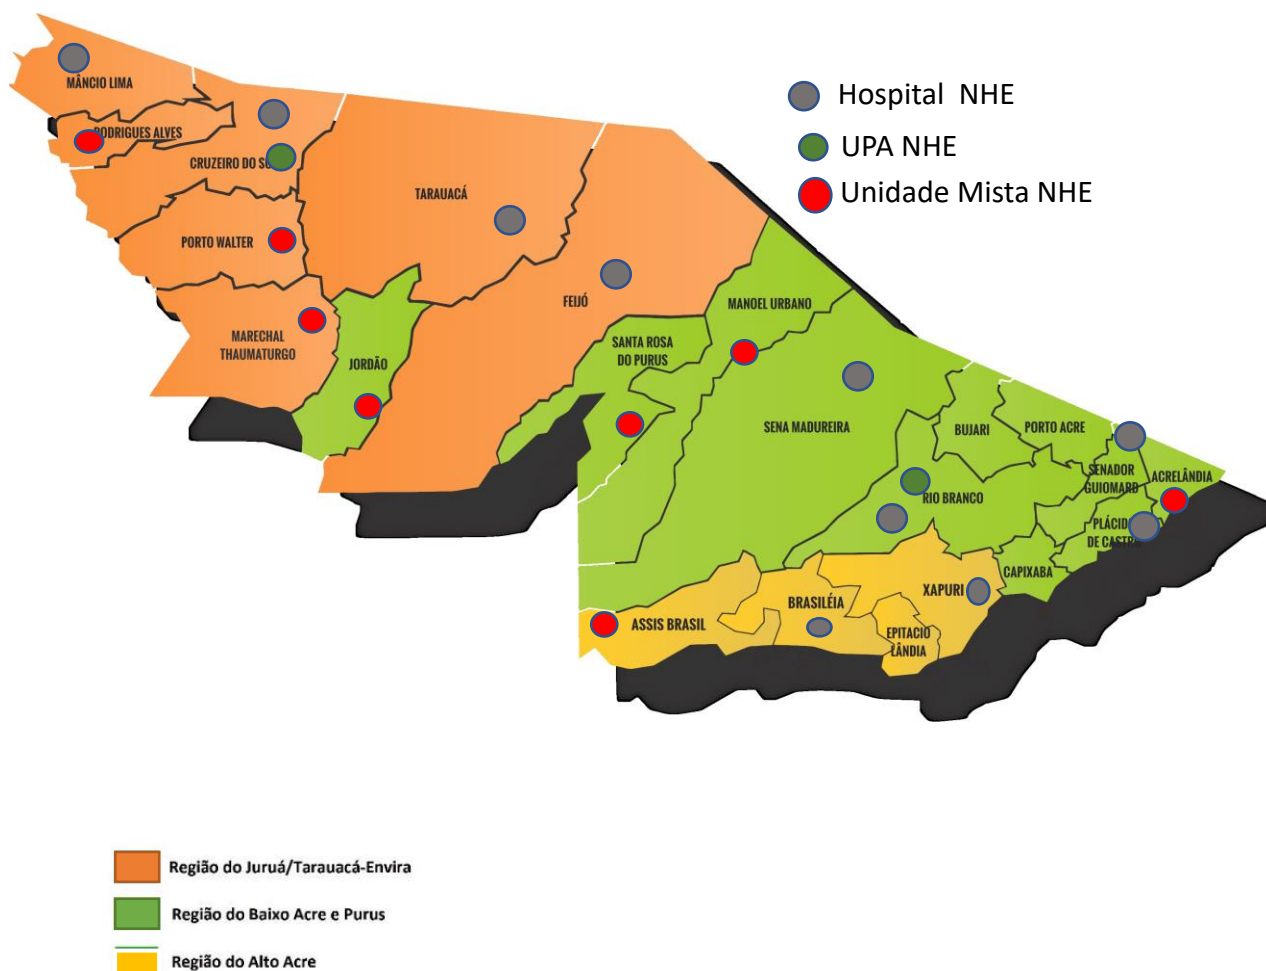 MÂNCIO LIMA
RODRIGUES ALVES
CRUZEIRO DO SUL
TARAUACÁ
PORTO WALTER
FEIJÓ
MARECHAL
THAUMATURGO
JORDÃO
SANTA ROSA
DO PURUS
MANOEL URBANO
SENA MADUREIRA
BUJARI
PORTO ACRE
SENADOR
GUIOMARD
ACRELÂNDIA
RIO BRANCO
PLÁCIDO
DE CASTRO
CAPIXABA
XAPURI
BRASILÉIA
ASSIS BRASIL
EPITACIO
LÂNDIA
Hospital NHE
UPA NHE
Unidade Mista NHE
Região do Juruá/Tarauacá-Envira
Região do Baixo Acre e Purus
Região do Alto Acre